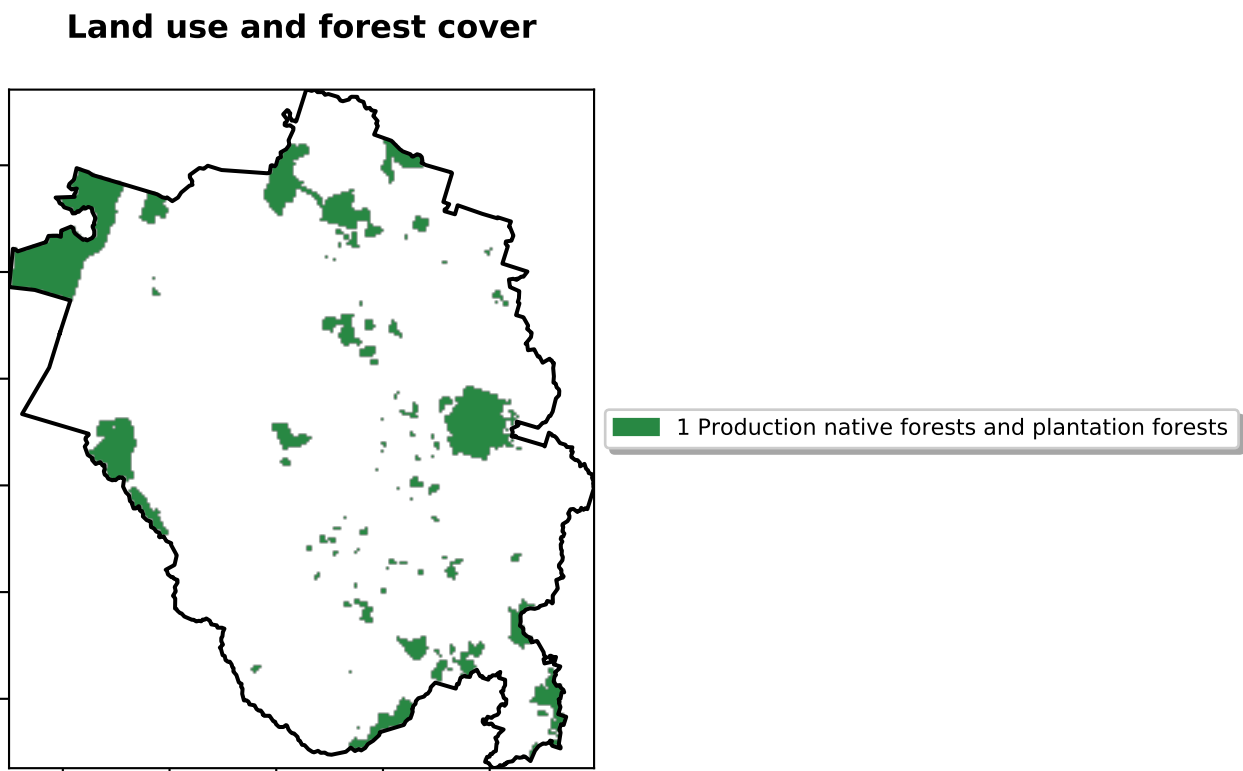 Land use and forest cover
1 Production native forests and plantation forests